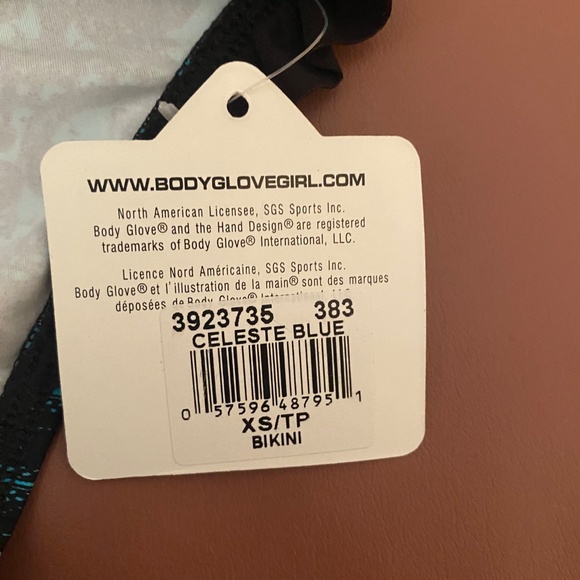 WWW.BODYGLOVEGIRL.COM
North American Licensee, SGS Sports Inc.
Body Glove® and the Hand Design® are registered
trademarks of Body Glove® International, LLC.
Licence Nord Américaine, SGS Sports Inc.
Body Glove® et l'illustration de la main® sont des marques
déposées de Body Glove® International
3923735 383
CELESTE BLUE
0 57596 48795 1
XS/TP
BIKINI